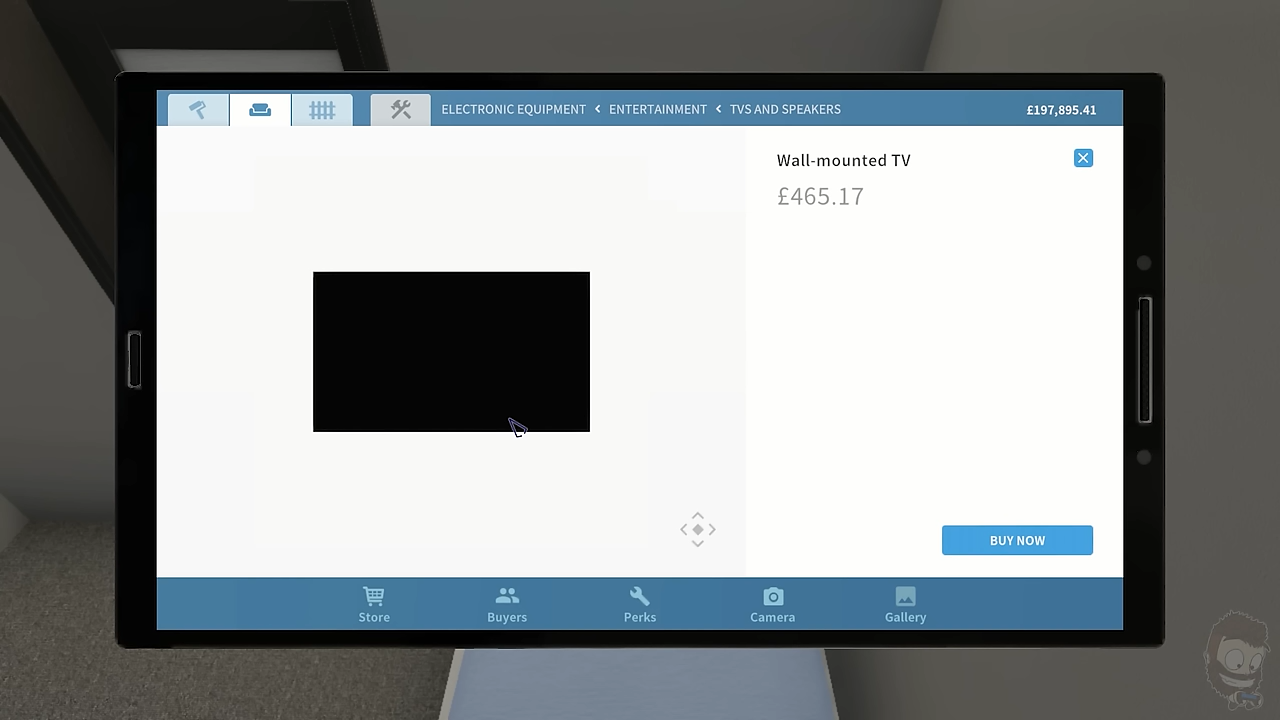 ELECTRONIC EQUIPMENT < ENTERTAINMENT < TVS AND SPEAKERS
£197,895.41
Wall-mounted TV
£465.17
BUY NOW
Store
Buyers
Perks
Camera
Gallery